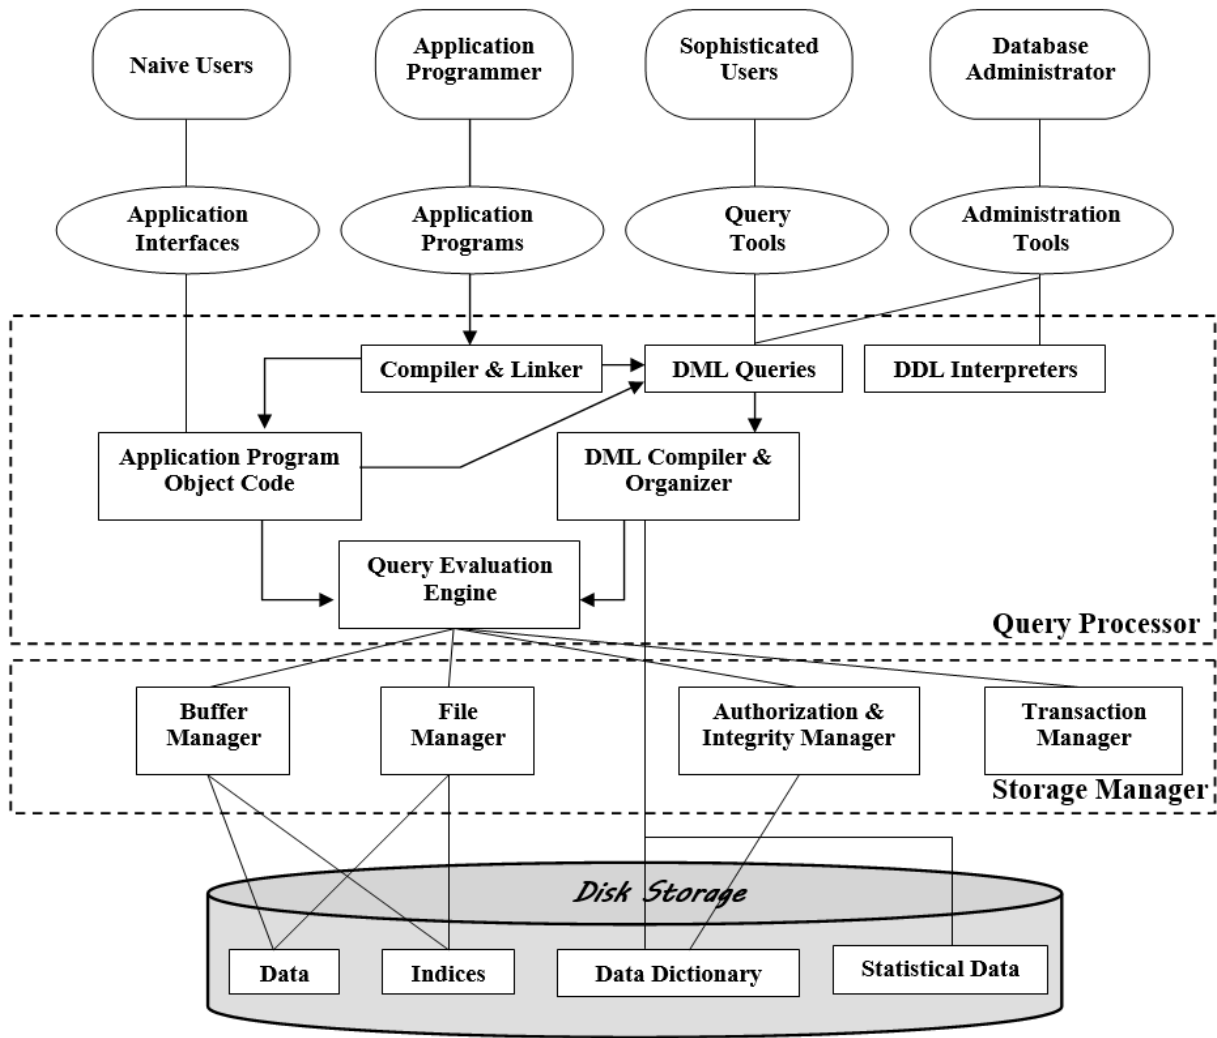 Naive Users
Application
Programmer
Sophisticated
Users
Database
Administrator
Application
Interfaces
Application
Programs
Query
Tools
Administration
Tools
Compiler & Linker
DML Queries
DDL Interpreters
Application Program
Object Code
DML Compiler &
Organizer
Query Evaluation
Engine
Query Processor
Buffer
Manager
File
Manager
Authorization &
Integrity Manager
Transaction
Manager
Storage Manager
Disk Storage
Data
Indices
Data Dictionary
Statistical Data